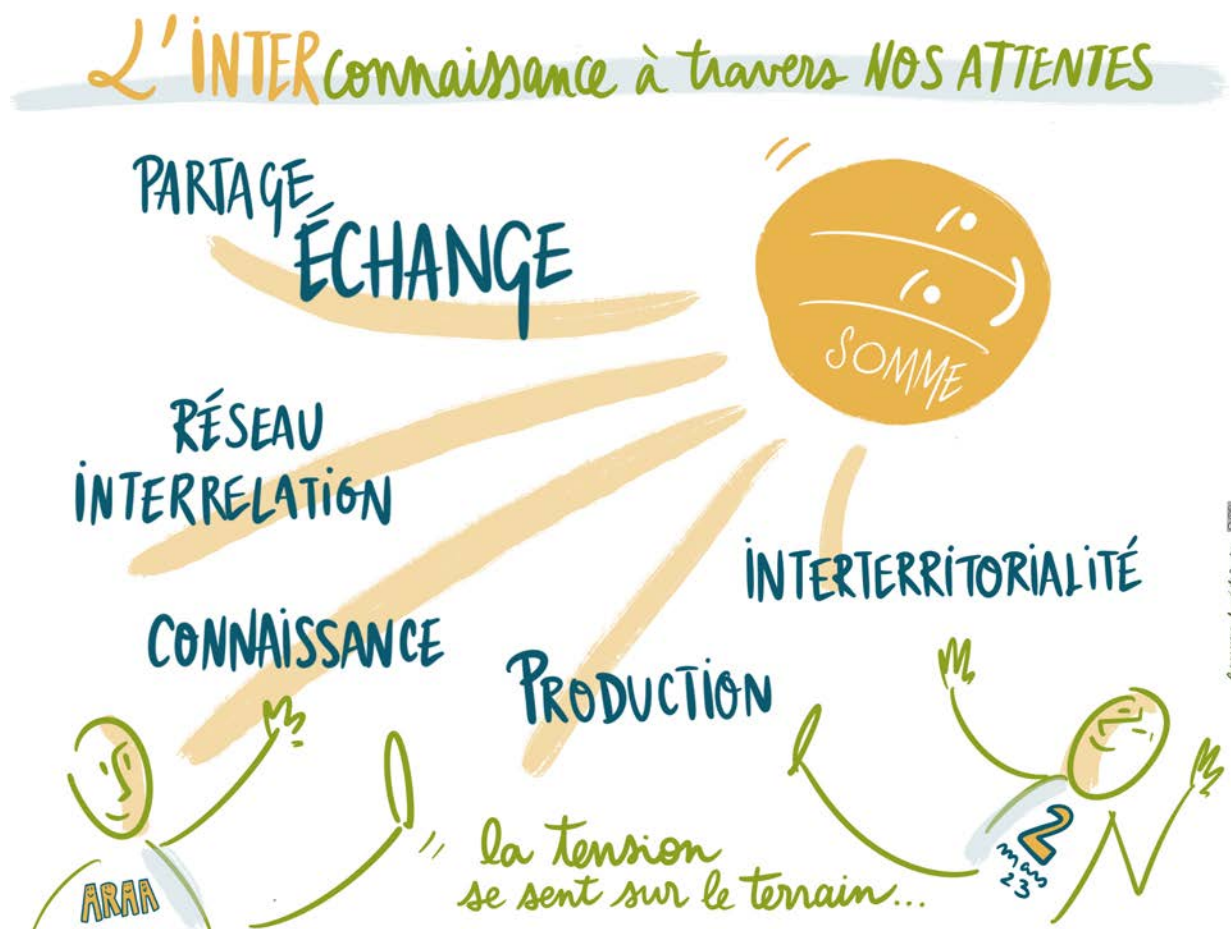 L'iNTERconnaissance à travers NOS ATTENTES
PARTAGE
ÉCHANGE
SOMME
RÉSEAU
iNTERRELATiON
iNTERTERRiTORiALiTÉ
CONNAiSSANCE
PRODUCTiON
la tension
se sent sur le terrain...
ARAA
2
mars
23